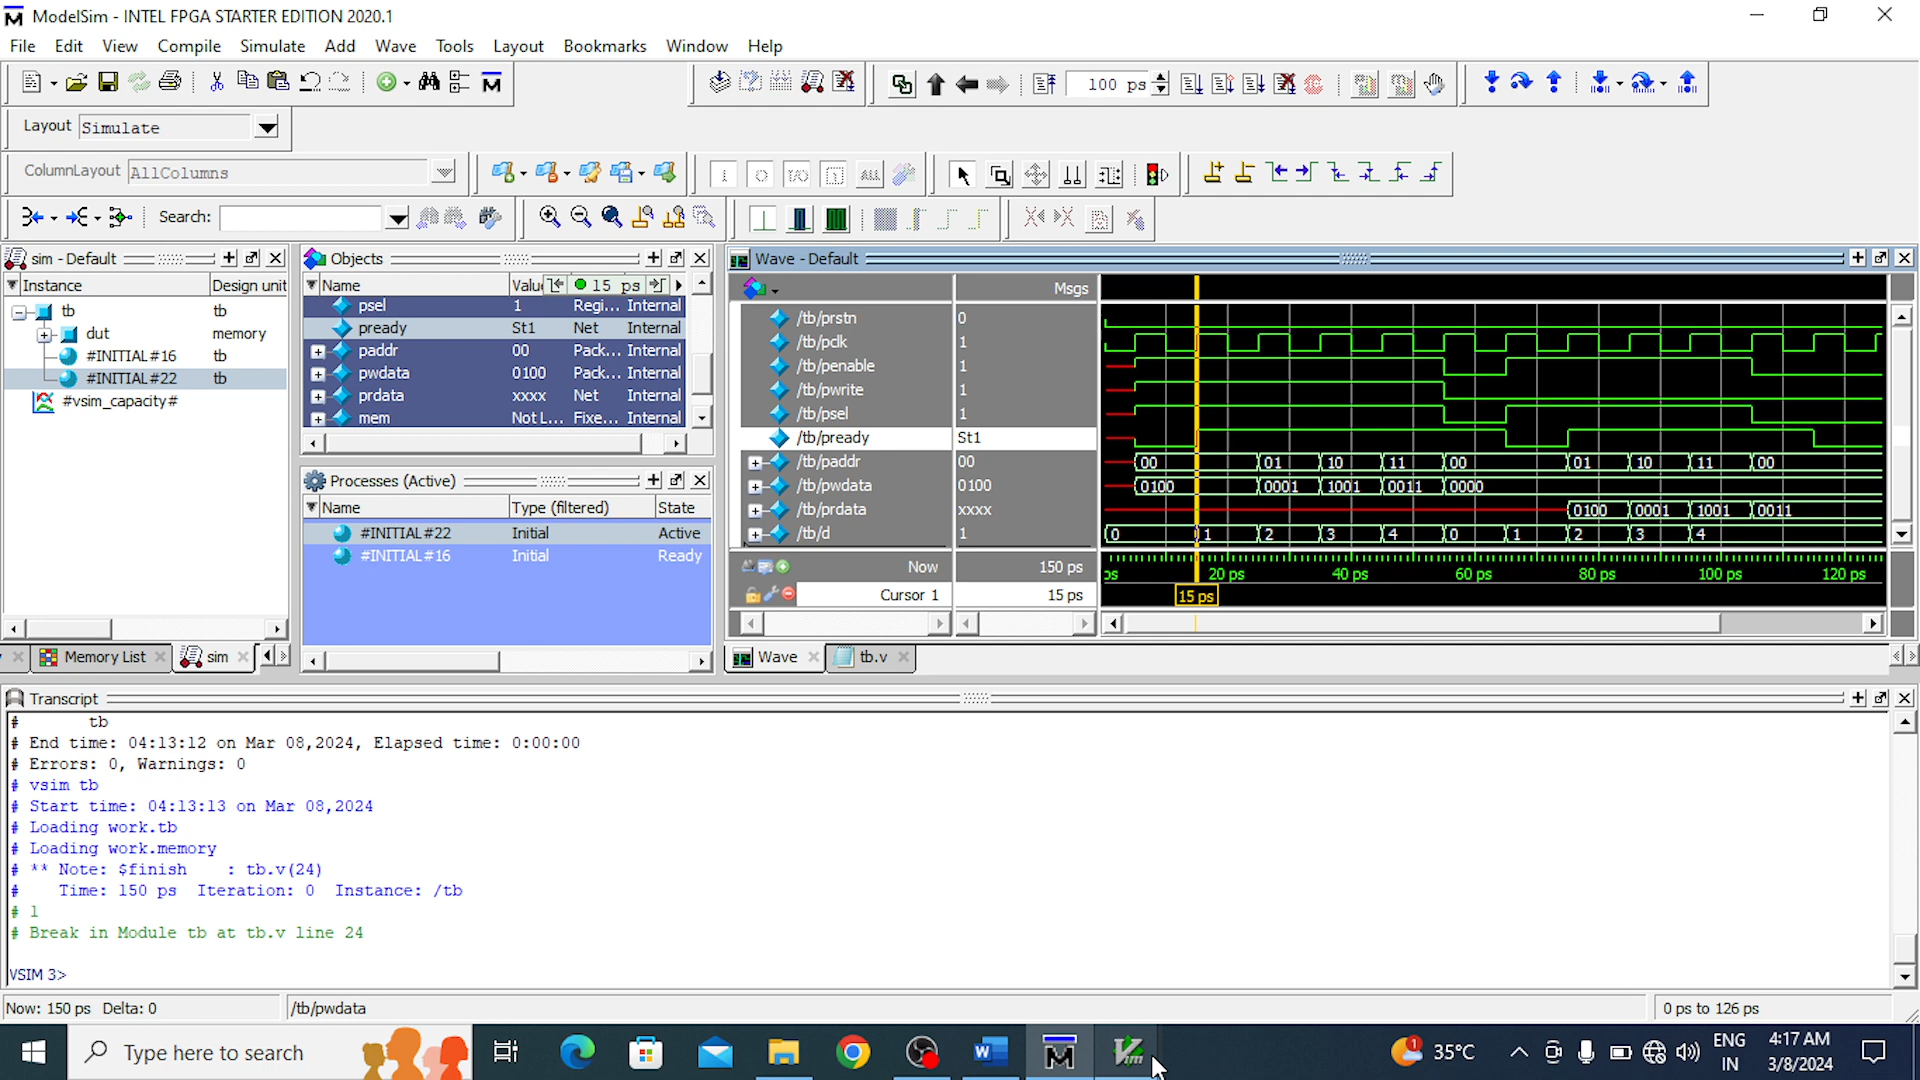 ModelSim - INTEL FPGA STARTER EDITION 2020.1
File Edit View Compile Simulate Add Wave Tools Layout Bookmarks Window Help
100 ps
Layout Simulate
ColumnLayout AllColumns
Search:
sim - Default
Instance Design unit
tb tb
dut memory
#INITIAL#16 tb
#INITIAL#22 tb
#vsim_capacity#
Memory List sim
Objects
Name Valu 15 ps
psel 1 Regi... Internal
pready St1 Net Internal
paddr 00 Pack... Internal
pwdata 0100 Pack... Internal
prdata xxxx Net Internal
mem Not L... Fixe... Internal
Processes (Active)
Name Type (filtered) State
#INITIAL#22 Initial Active
#INITIAL#16 Initial Ready
Wave - Default
Msgs
/tb/prstn 0
/tb/pclk 1
/tb/penable 1
/tb/pwrite 1
/tb/psel 1
/tb/pready St1
/tb/paddr 00 00 01 10 11 00 01 10 11 00
/tb/pwdata 0100 0100 0001 1001 0011 0000
/tb/prdata xxxx 0100 0001 1001 0011
/tb/d 1 0 1 2 3 4 0 1 2 3 4
Now 150 ps ps 20 ps 40 ps 60 ps 80 ps 100 ps 120 ps
Cursor 1 15 ps 15 ps
Wave tb.v
Transcript
# tb
# End time: 04:13:12 on Mar 08,2024, Elapsed time: 0:00:00
# Errors: 0, Warnings: 0
# vsim tb
# Start time: 04:13:13 on Mar 08,2024
# Loading work.tb
# Loading work.memory
# ** Note: $finish : tb.v(24)
# Time: 150 ps Iteration: 0 Instance: /tb
# 1
# Break in Module tb at tb.v line 24
VSIM 3>
Now: 150 ps Delta: 0 /tb/pwdata 0 ps to 126 ps
Type here to search
1 35°C ENG 4:17 AM
IN 3/8/2024